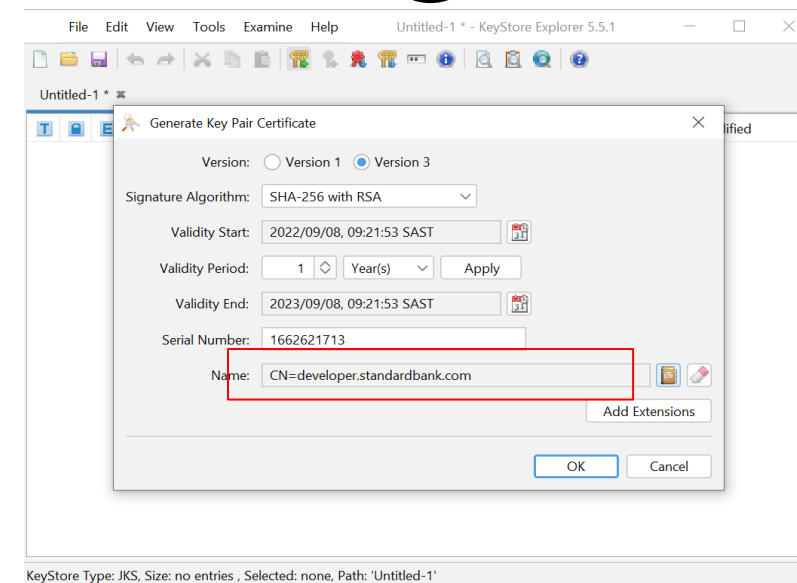 File Edit View Tools Examine Help Untitled-1 * - KeyStore Explorer 5.5.1
Untitled-1 *
T E ified
Generate Key Pair Certificate
Version: Version 1 Version 3
Signature Algorithm: SHA-256 with RSA
Validity Start: 2022/09/08, 09:21:53 SAST
Validity Period: 1 Year(s) Apply
Validity End: 2023/09/08, 09:21:53 SAST
Serial Number: 1662621713
Name: CN=developer.standardbank.com
Add Extensions
OK Cancel
KeyStore Type: JKS, Size: no entries , Selected: none, Path: 'Untitled-1'